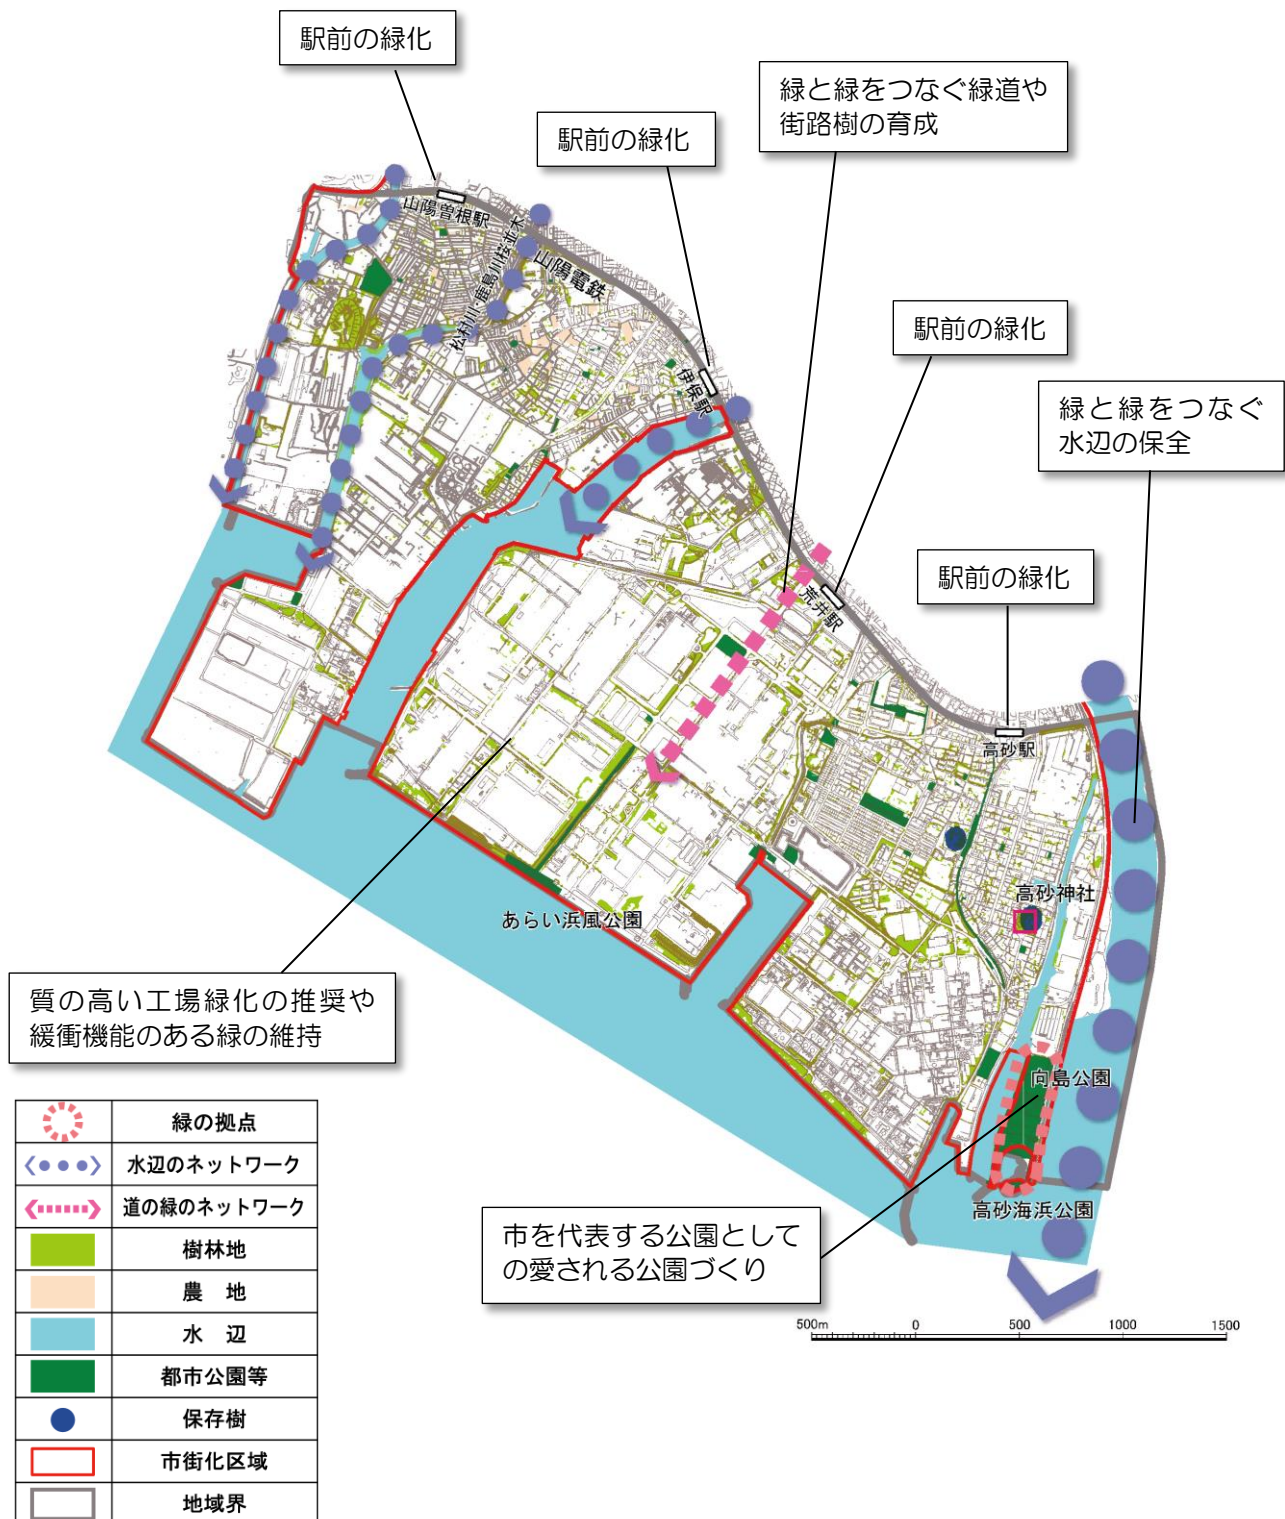 駅前の緑化
緑と緑をつなぐ緑道や
街路樹の育成
駅前の緑化
山陽曽根駅
松村川・鹿島川桜並木
山陽電鉄
駅前の緑化
伊保駅
緑と緑をつなぐ
水辺の保全
駅前の緑化
荒井駅
高砂駅
高砂神社
あらい浜風公園
質の高い工場緑化の推奨や
緩衝機能のある緑の維持
向島公園
高砂海浜公園
市を代表する公園として
の愛される公園づくり
500m 0 500 1000 1500
緑の拠点
水辺のネットワーク
道の緑のネットワーク
樹林地
農 地
水 辺
都市公園等
保存樹
市街化区域
地域界